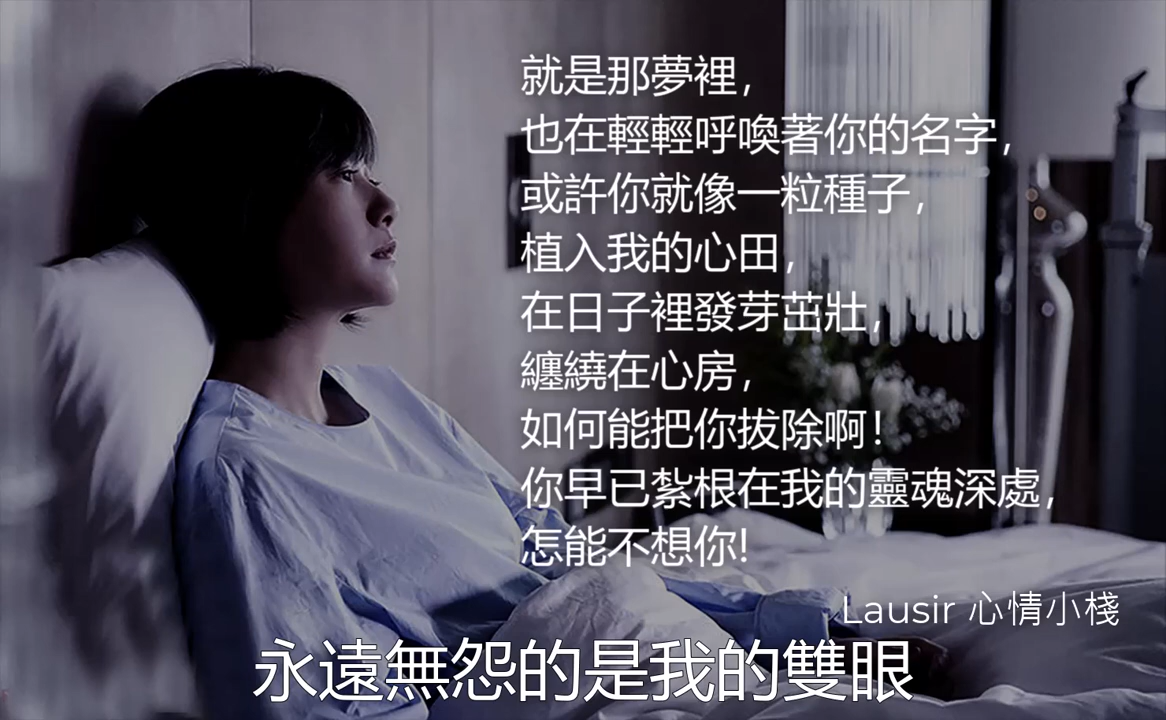 就是那夢裡，
也在輕輕呼喚著你的名字，
或許你就像一粒種子，
植入我的心田，
在日子裡發芽茁壯，
纏繞在心房，
如何能把你拔除啊！
你早已紮根在我的靈魂深處，
怎能不想你!
Lausir 心情小棧
永遠無怨的是我的雙眼